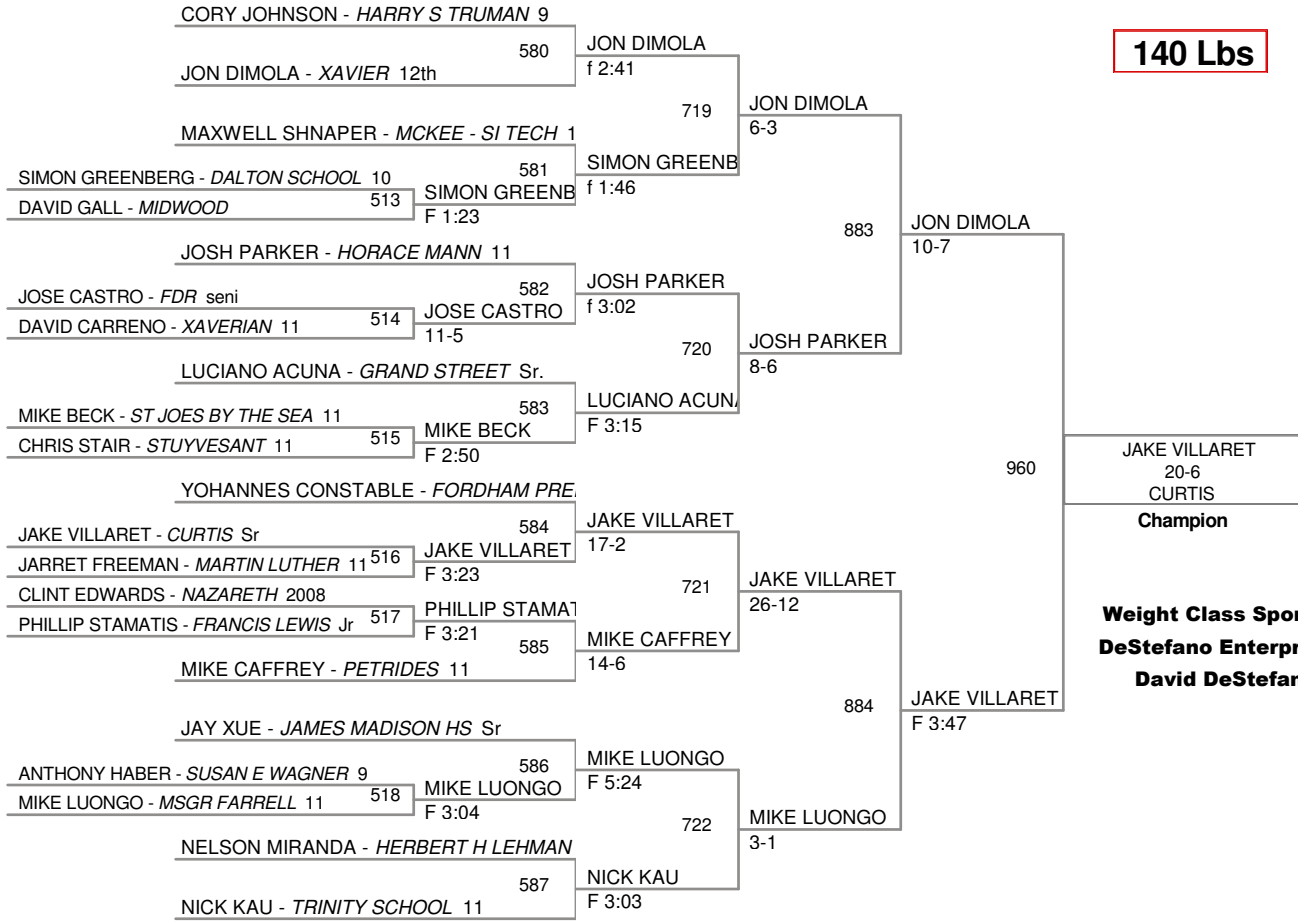 140 Lbs
CORY JOHNSON - HARRY S TRUMAN 9
580
JON DIMOLA - XAVIER 12th
JON DIMOLA
f 2:41
719
MAXWELL SHNAPER - MCKEE - SI TECH 1
581
SIMON GREENBERG - DALTON SCHOOL 10
513
DAVID GALL - MIDWOOD
SIMON GREENB
F 1:23
SIMON GREENB
f 1:46
JON DIMOLA
6-3
883
JOSH PARKER - HORACE MANN 11
582
JOSE CASTRO - FDR seni
514
DAVID CARRENO - XAVERIAN 11
JOSE CASTRO
11-5
JOSH PARKER
f 3:02
720
LUCIANO ACUNA - GRAND STREET Sr.
583
MIKE BECK - ST JOES BY THE SEA 11
515
CHRIS STAIR - STUYVESANT 11
MIKE BECK
F 2:50
LUCIANO ACUNA
F 3:15
JOSH PARKER
8-6
JON DIMOLA
10-7
960
YOHANNES CONSTABLE - FORDHAM PRE
584
JAKE VILLARET - CURTIS Sr
516
JARRET FREEMAN - MARTIN LUTHER 11
JAKE VILLARET
F 3:23
JAKE VILLARET
17-2
721
CLINT EDWARDS - NAZARETH 2008
517
PHILLIP STAMATIS - FRANCIS LEWIS Jr
PHILLIP STAMAT
F 3:21
585
MIKE CAFFREY - PETRIDES 11
MIKE CAFFREY
14-6
JAKE VILLARET
26-12
884
JAY XUE - JAMES MADISON HS Sr
586
ANTHONY HABER - SUSAN E WAGNER 9
518
MIKE LUONGO - MSGR FARRELL 11
MIKE LUONGO
F 3:04
MIKE LUONGO
F 5:24
722
NELSON MIRANDA - HERBERT H LEHMAN
587
NICK KAU - TRINITY SCHOOL 11
NICK KAU
F 3:03
MIKE LUONGO
3-1
JAKE VILLARET
F 3:47
JAKE VILLARET
20-6
CURTIS
Champion
Weight Class Spo
DeStefano Enterpr
David DeStefan